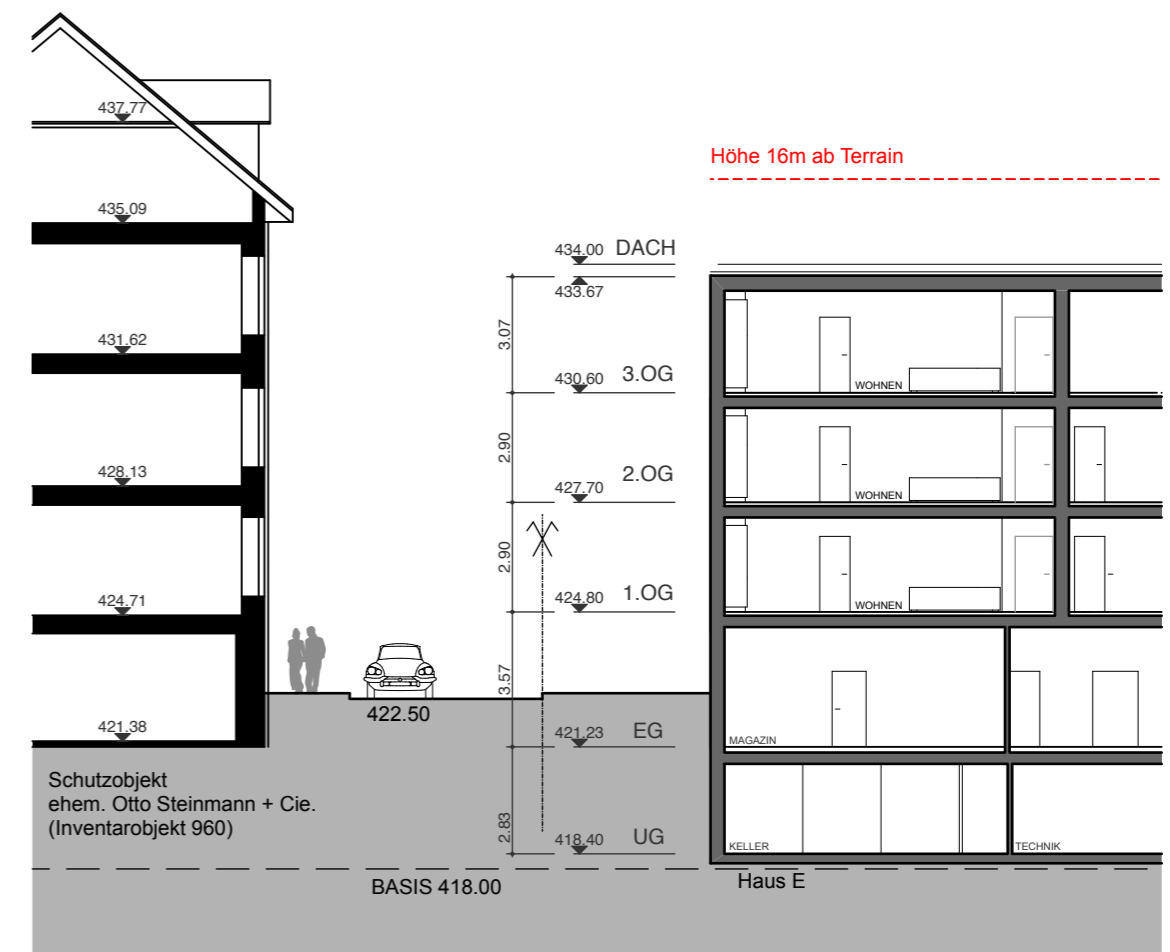 437.77
435.09
431.62
428.13
424.71
421.38
Schutzobjekt
ehem. Otto Steinmann + Cie.
(Inventarobjekt 960)
422.50
BASIS 418.00
3.07
2.90
2.90
3.57
2.83
434.00 DACH
433.67
430.60 3.OG
427.70 2.OG
424.80 1.OG
421.23 EG
418.40 UG
Höhe 16m ab Terrain
WOHNEN
WOHNEN
WOHNEN
MAGAZIN
KELLER
TECHNIK
Haus E